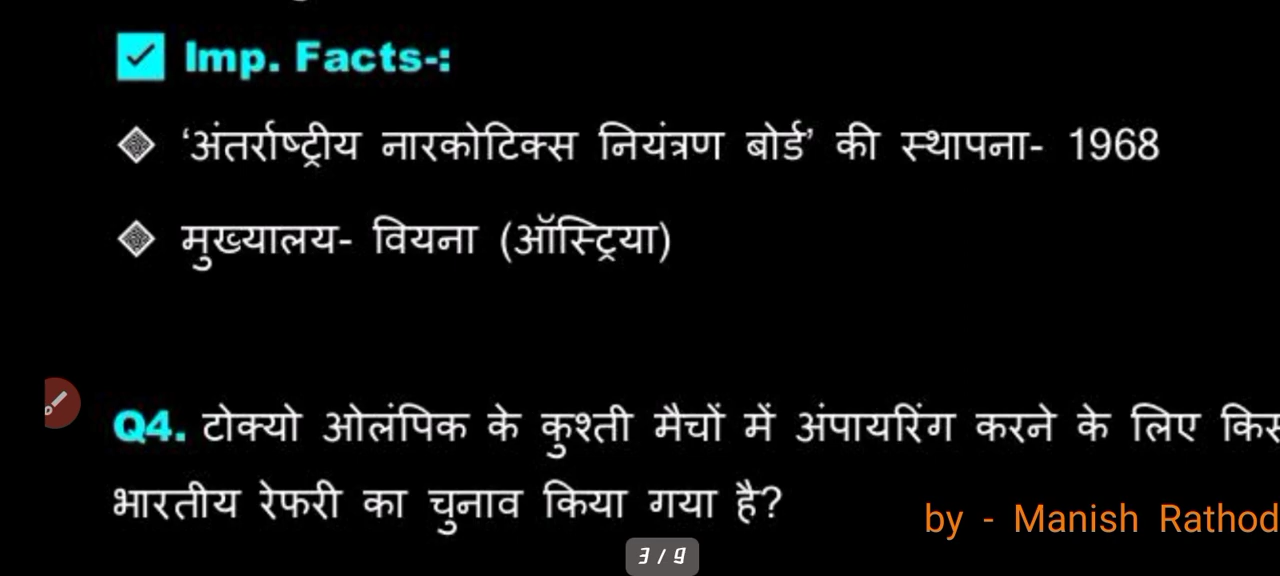 Imp. Facts-:
‘अंतर्राष्ट्रीय नारकोटिक्स नियंत्रण बोर्ड’ की स्थापना- 1968
मुख्यालय- वियना (ऑस्ट्रिया)
Q4. टोक्यो ओलंपिक के कुश्ती मैचों में अंपायरिंग करने के लिए किस
भारतीय रेफरी का चुनाव किया गया है?
by - Manish Rathod
3 / 9